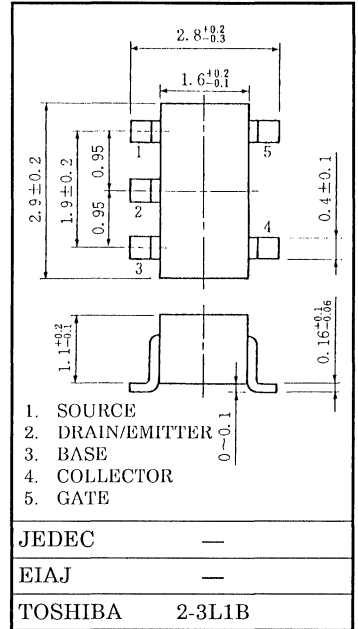 2.8+0.2-0.3
1.6+0.2-0.1
1
5
2.9±0.2
1.9±0.2
0.95
0.95
2
0.4±0.1
4
3
1.1+0.2-0.1
0.16+0.1-0.06
0~0.1
1. SOURCE
2. DRAIN/EMITTER
3. BASE
4. COLLECTOR
5. GATE
JEDEC —
EIAJ —
TOSHIBA 2-3L1B